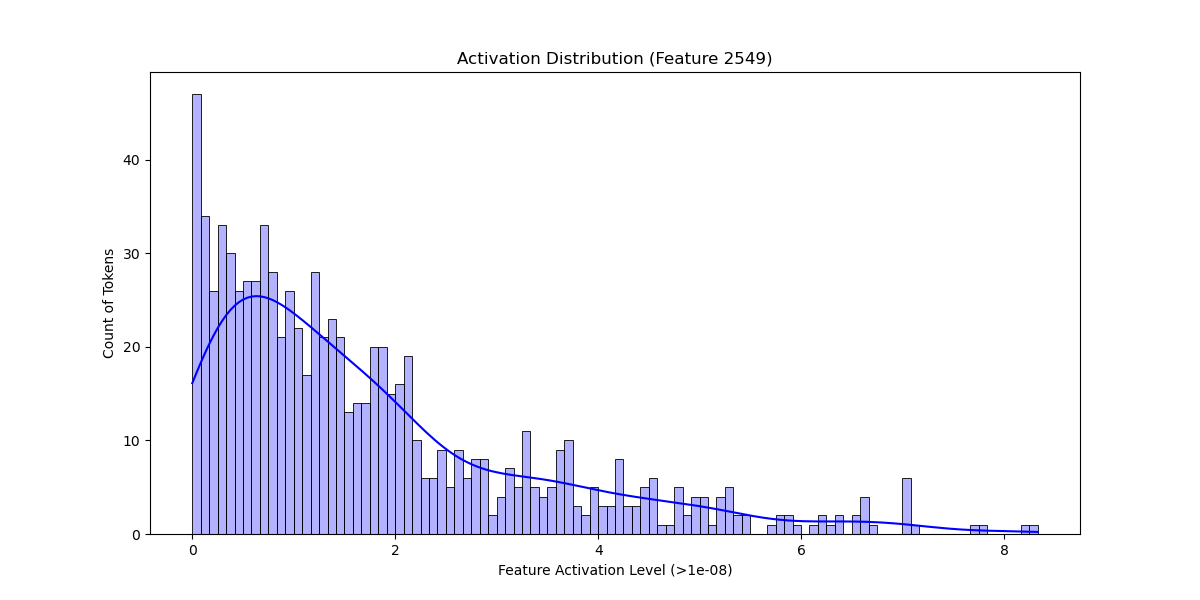 Activation Distribution (Feature 2549)
Count of Tokens
40
30
20
10
0
0 2 4 6 8
Feature Activation Level (>1e-08)